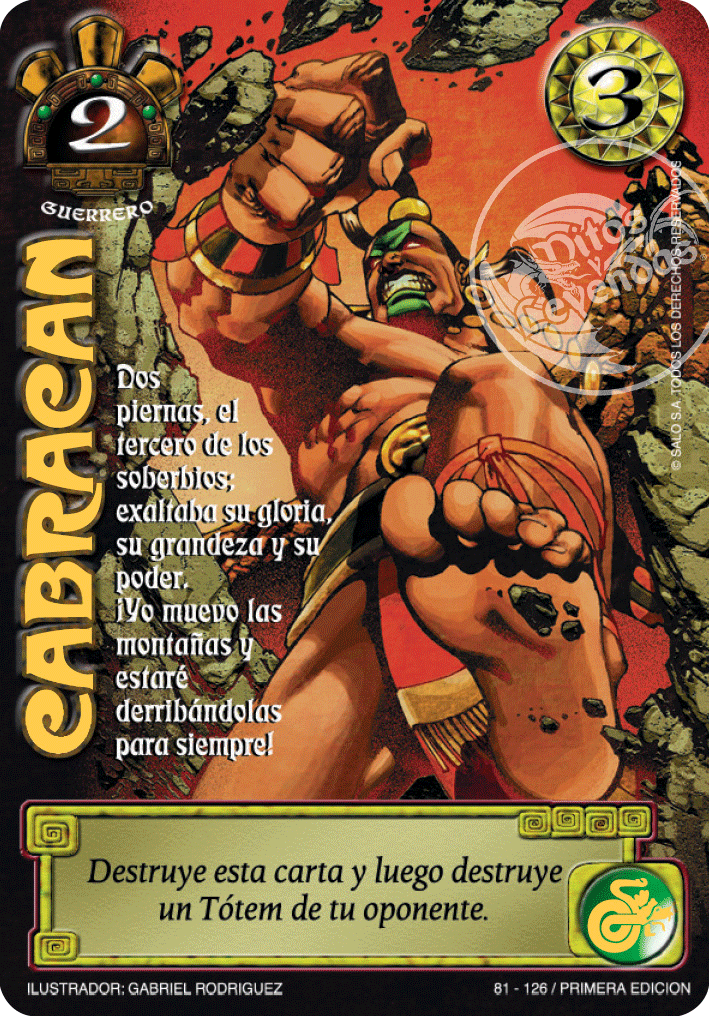 2
3
GUERRERO
Mitos
y
Leyendas
CABRACAN
Dos
piernas, el
tercero de los
soberbios;
exaltaba su gloria,
su grandeza y su
poder.
¡Yo muevo las
montañas y
estaré
derribándolas
para siempre!
© SALO S.A TODOS LOS DERECHOS RESERVADOS
Destruye esta carta y luego destruye
un Tótem de tu oponente.
ILUSTRADOR: GABRIEL RODRIGUEZ
81 - 126 / PRIMERA EDICION